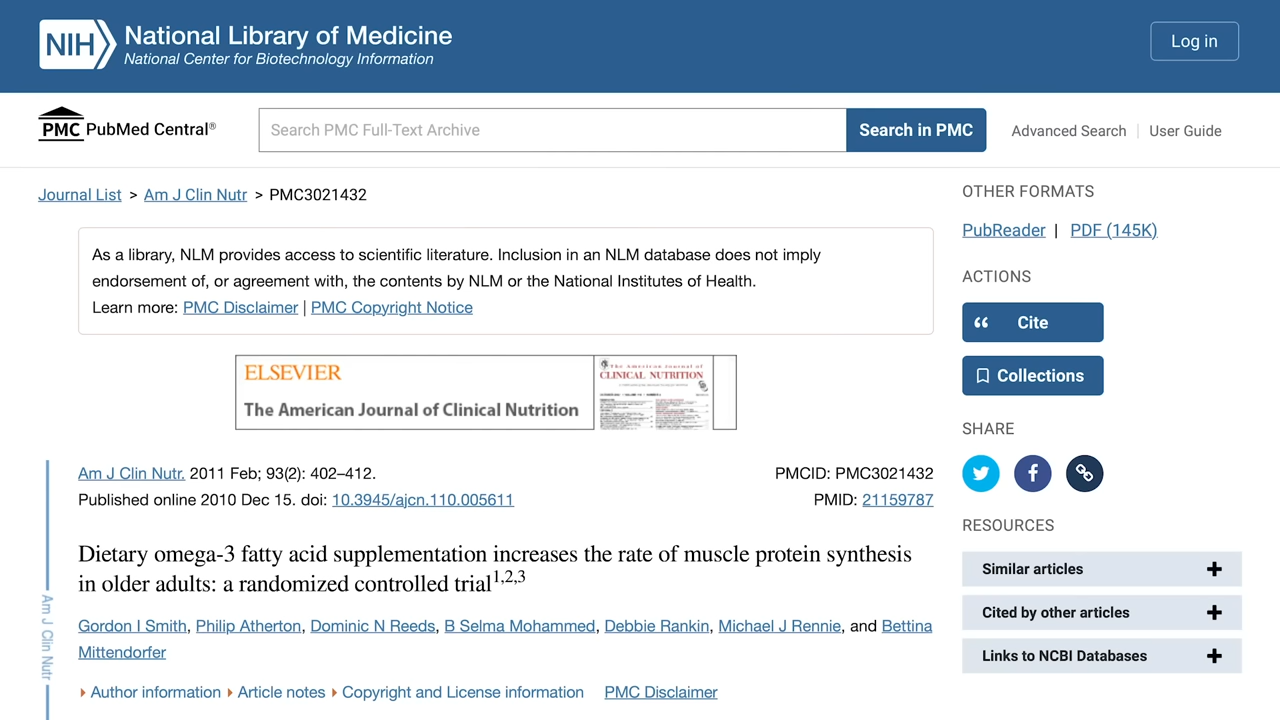 NIH
National Library of Medicine
National Center for Biotechnology Information
Log in
PMC PubMed Central®
Search PMC Full-Text Archive
Search in PMC
Advanced Search
User Guide
Journal List > Am J Clin Nutr > PMC3021432
As a library, NLM provides access to scientific literature. Inclusion in an NLM database does not imply
endorsement of, or agreement with, the contents by NLM or the National Institutes of Health.
Learn more: PMC Disclaimer | PMC Copyright Notice
ELSEVIER
The American Journal of Clinical Nutrition
The American Journal of
CLINICAL NUTRITION
Am J Clin Nutr. 2011 Feb; 93(2): 402–412.
Published online 2010 Dec 15. doi: 10.3945/ajcn.110.005611
PMCID: PMC3021432
PMID: 21159787
Dietary omega-3 fatty acid supplementation increases the rate of muscle protein synthesis
in older adults: a randomized controlled trial1,2,3
Gordon I Smith, Philip Atherton, Dominic N Reeds, B Selma Mohammed, Debbie Rankin, Michael J Rennie, and Bettina
Mittendorfer
Author information Article notes Copyright and License information PMC Disclaimer
Am J Clin Nutr
OTHER FORMATS
PubReader | PDF (145K)
ACTIONS
Cite
Collections
SHARE
RESOURCES
Similar articles
Cited by other articles
Links to NCBI Databases